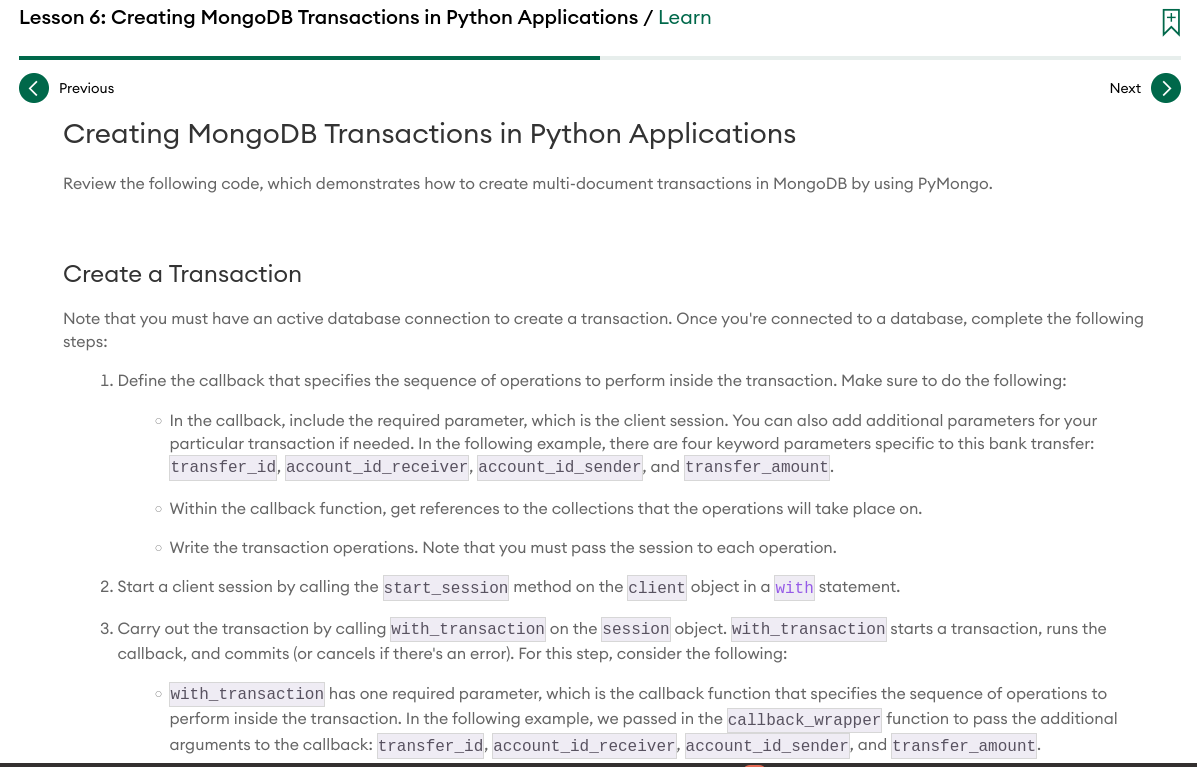 Lesson 6: Creating MongoDB Transactions in Python Applications / Learn
Previous
Next
Creating MongoDB Transactions in Python Applications
Review the following code, which demonstrates how to create multi-document transactions in MongoDB by using PyMongo.
Create a Transaction
Note that you must have an active database connection to create a transaction. Once you're connected to a database, complete the following
steps:
1. Define the callback that specifies the sequence of operations to perform inside the transaction. Make sure to do the following:
○ In the callback, include the required parameter, which is the client session. You can also add additional parameters for your
particular transaction if needed. In the following example, there are four keyword parameters specific to this bank transfer:
transfer_id, account_id_receiver, account_id_sender, and transfer_amount.
○ Within the callback function, get references to the collections that the operations will take place on.
○ Write the transaction operations. Note that you must pass the session to each operation.
2. Start a client session by calling the start_session method on the client object in a with statement.
3. Carry out the transaction by calling with_transaction on the session object. with_transaction starts a transaction, runs the
callback, and commits (or cancels if there's an error). For this step, consider the following:
○ with_transaction has one required parameter, which is the callback function that specifies the sequence of operations to
perform inside the transaction. In the following example, we passed in the callback_wrapper function to pass the additional
arguments to the callback: transfer_id, account_id_receiver, account_id_sender, and transfer_amount.